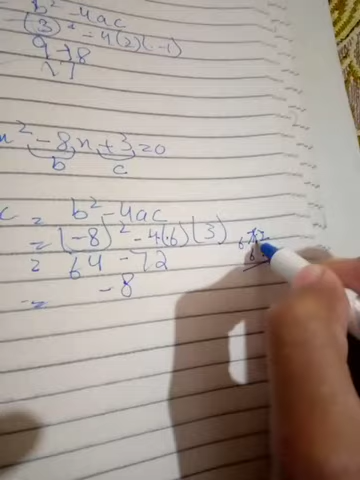 b² - 4ac
(3)² - 4(2)(-1)
9+8
17
x² - 8x + 3 = 0
b c
c = b² - 4ac
= (-8)² - 4(6)(3)
= 64 - 72
= - 8